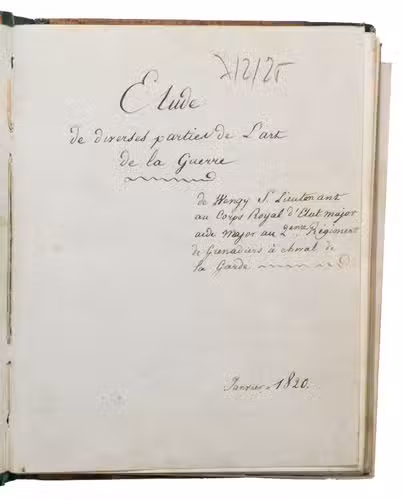 7/2/25
Etude
de diverses parties de L'art
de la Guerre
de Wengy S. Lieutenant
au Corps Royal d'Etat major
aide Major au 2eme Régiment
de Grenadiers à cheval de
la Garde
Janvier 1820.